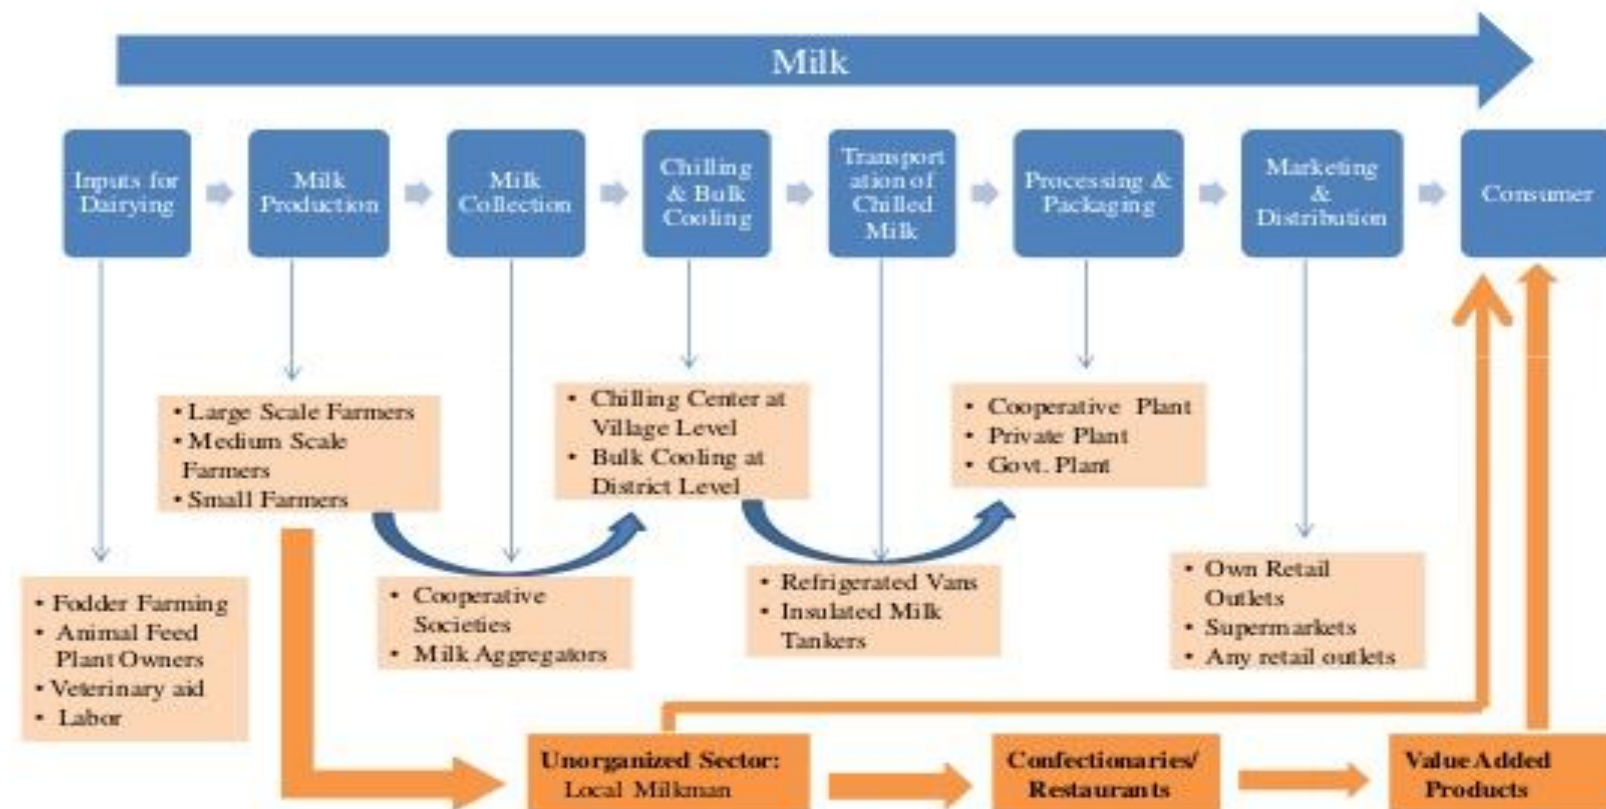 Milk
Inputs for
Dairying
Milk
Production
Milk
Collection
Chilling
& Bulk
Cooling
Transport
ation of
Chilled
Milk
Processing &
Packaging
Marketing
&
Distribution
Consumer
• Large Scale Farmers
• Medium Scale
Farmers
• Small Farmers
• Chilling Center at
Village Level
• Bulk Cooling at
District Level
• Cooperative Plant
• Private Plant
• Govt. Plant
• Fodder Farming
• Animal Feed
Plant Owners
• Veterinary aid
• Labor
• Cooperative
Societies
• Milk Aggregators
• Refrigerated Vans
• Insulated Milk
Tankers
• Own Retail
Outlets
• Supermarkets
• Any retail outlets
Unorganized Sector:
Local Milkman
Confectionaries/
Restaurants
Value Added
Products